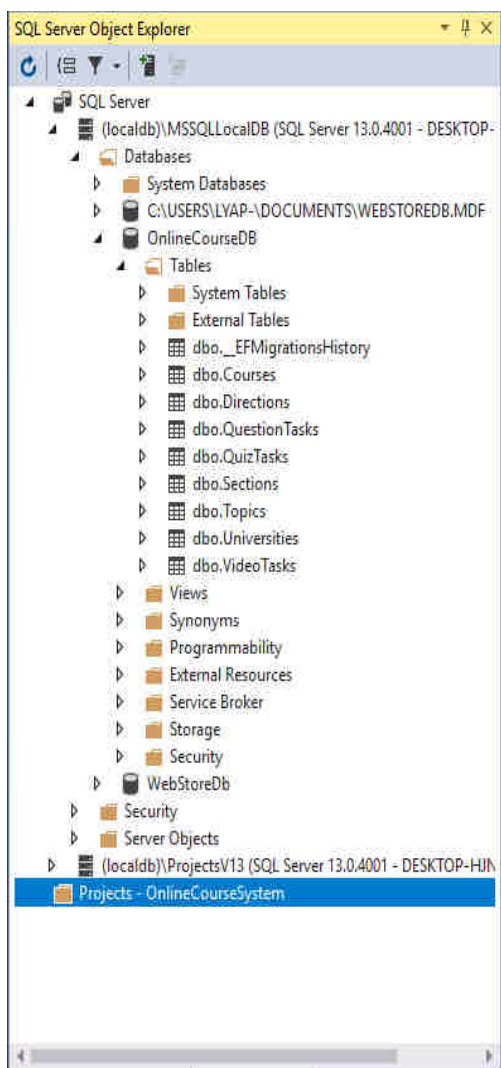 SQL Server Object Explorer
SQL Server
(localdb)\MSSQLLocalDB (SQL Server 13.0.4001 - DESKTOP-
Databases
System Databases
C:\USERS\LYAP-\DOCUMENTS\WEBSTOREDB.MDF
OnlineCourseDB
Tables
System Tables
External Tables
dbo.__EFMigrationsHistory
dbo.Courses
dbo.Directions
dbo.QuestionTasks
dbo.QuizTasks
dbo.Sections
dbo.Topics
dbo.Universities
dbo.VideoTasks
Views
Synonyms
Programmability
External Resources
Service Broker
Storage
Security
WebStoreDb
Security
Server Objects
(localdb)\ProjectsV13 (SQL Server 13.0.4001 - DESKTOP-HJN
Projects - OnlineCourseSystem